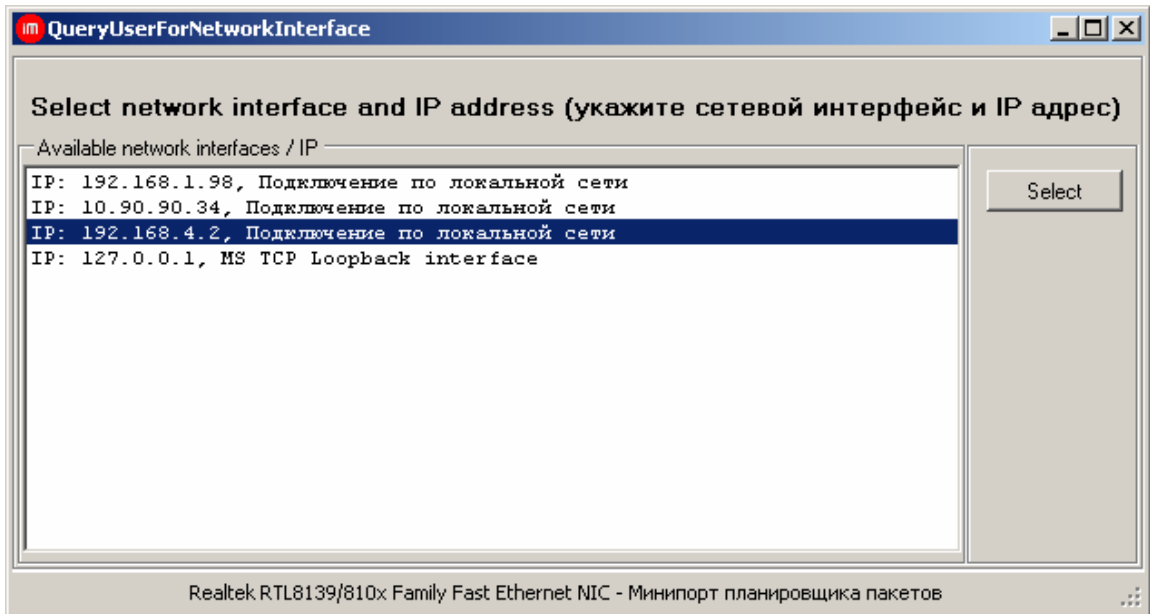 im QueryUserForNetworkInterface
Select network interface and IP address (укажите сетевой интерфейс и IP адрес)
Available network interfaces / IP
IP: 192.168.1.98, Подключение по локальной сети
Select
IP: 10.90.90.34, Подключение по локальной сети
IP: 192.168.4.2, Подключение по локальной сети
IP: 127.0.0.1, MS TCP Loopback interface
Realtek RTL8139/810x Family Fast Ethernet NIC - Минипорт планировщика пакетов